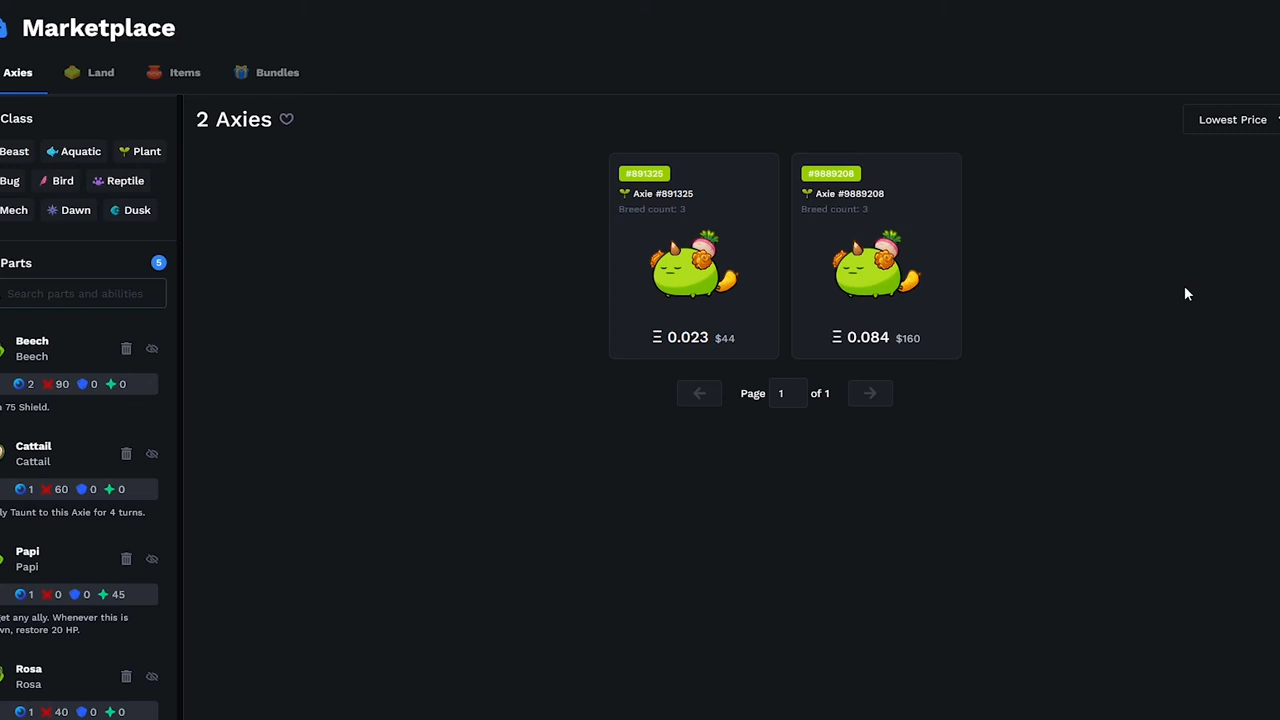 Marketplace
Axies Land Items Bundles
Class
Beast Aquatic Plant
Bug Bird Reptile
Mech Dawn Dusk
Parts 5
Search parts and abilities
Beech
Beech
2 90 0 0
75 Shield.
Cattail
Cattail
1 60 0 0
Taunt to this Axie for 4 turns.
Papi
Papi
1 0 0 45
any ally. Whenever this is
restore 20 HP.
Rosa
Rosa
1 40 0 0
2 Axies
Lowest Price
#891325
Axie #891325
Breed count: 3
Ξ 0.023 $44
#9889208
Axie #9889208
Breed count: 3
Ξ 0.084 $160
Page 1 of 1